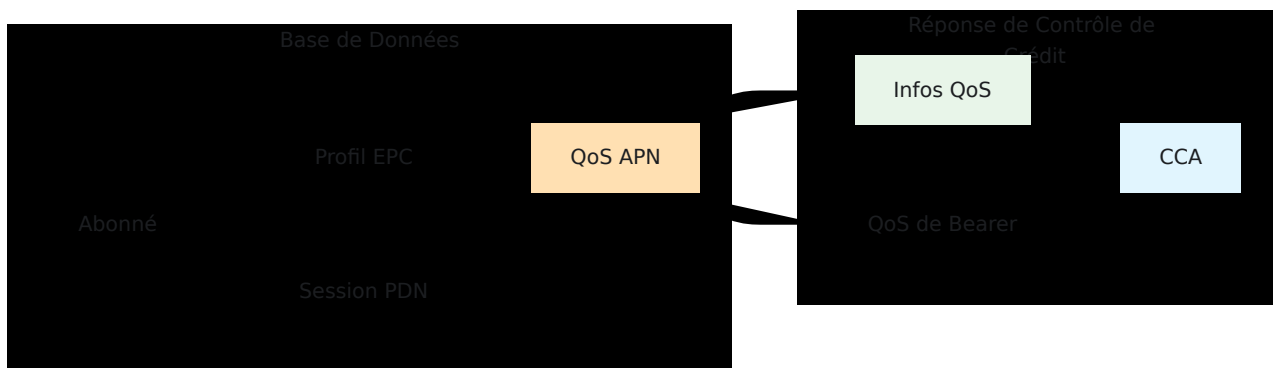 Base de Données
Abonné
Profil EPC
Session PDN
QoS APN
Réponse de Contrôle de
Crédit
Infos QoS
QoS de Bearer
CCA